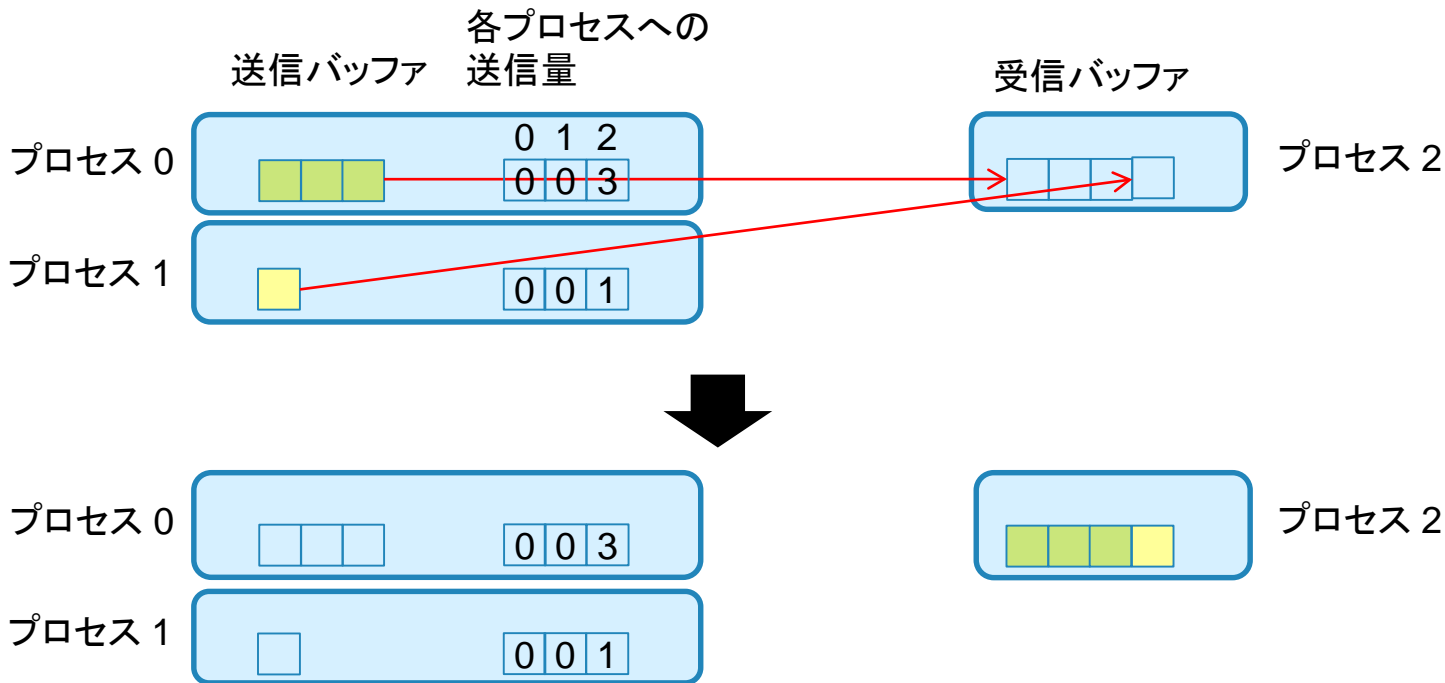 各プロセスへの
送信バッファ 送信量 受信バッファ
0 1 2
プロセス 0 0 0 3 プロセス 2
プロセス 1 0 0 1
プロセス 0 0 0 3 プロセス 2
プロセス 1 0 0 1